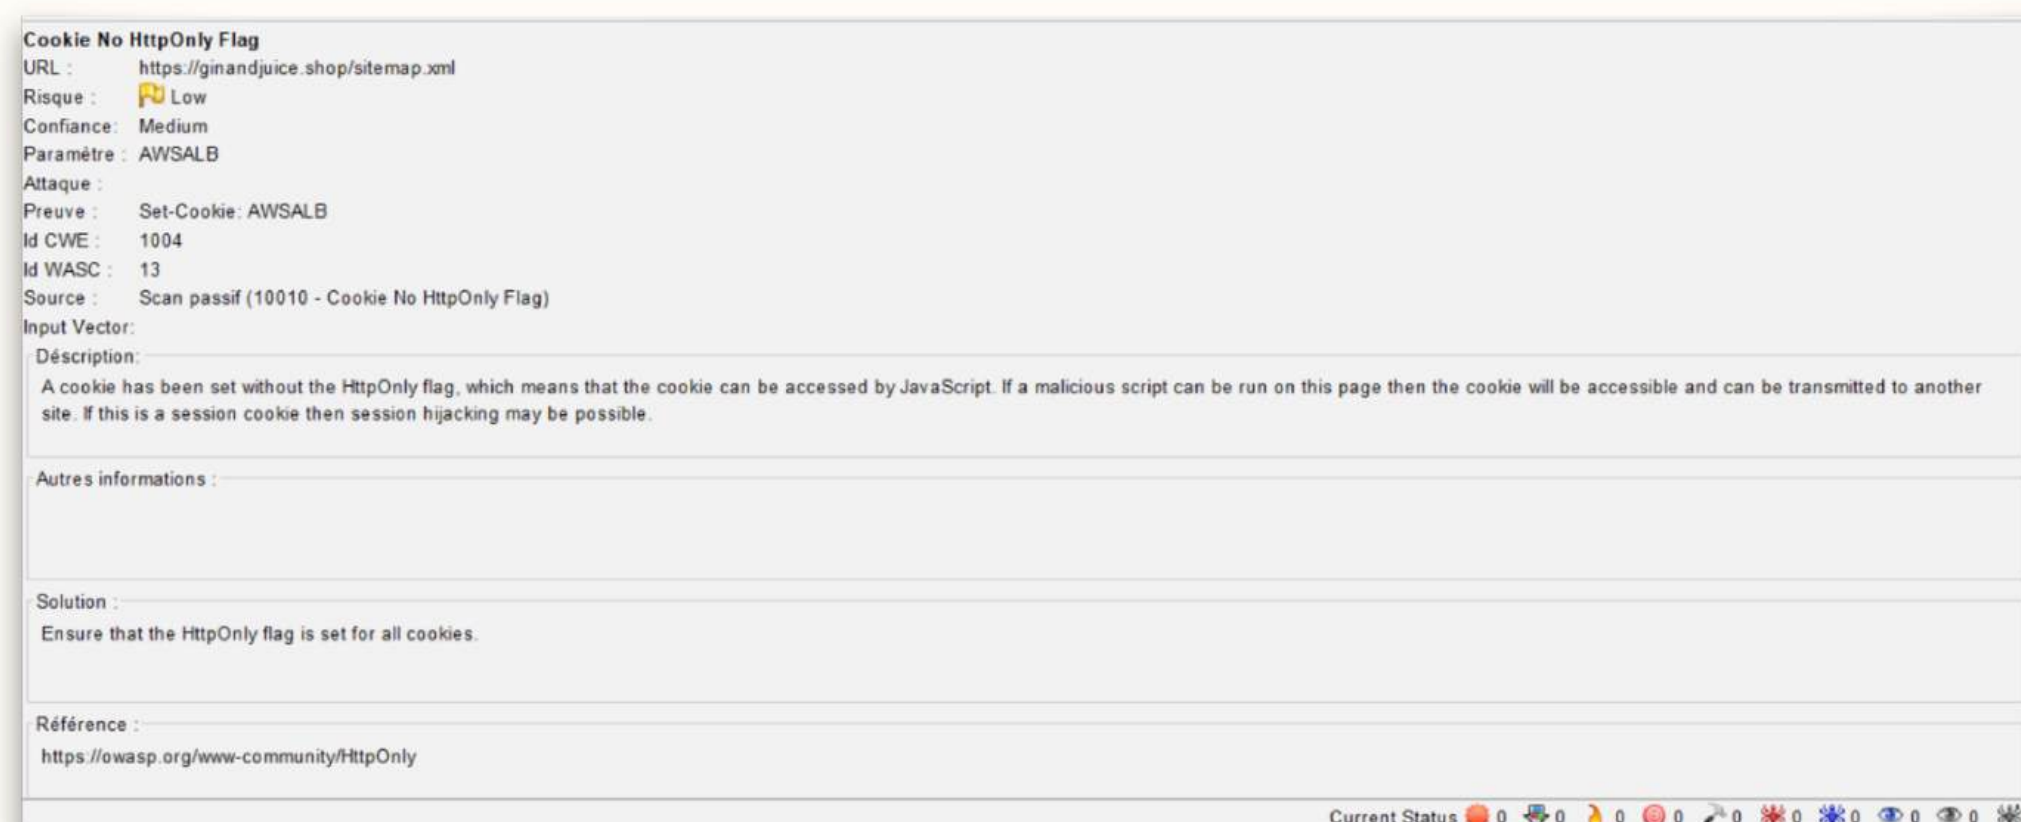 Cookie No HttpOnly Flag
URL : https://ginandjuice.shop/sitemap.xml
Risque : Low
Confiance: Medium
Paramètre : AWSALB
Attaque :
Preuve : Set-Cookie: AWSALB
Id CWE : 1004
Id WASC : 13
Source : Scan passif (10010 - Cookie No HttpOnly Flag)
Input Vector:
Déscription:
A cookie has been set without the HttpOnly flag, which means that the cookie can be accessed by JavaScript. If a malicious script can be run on this page then the cookie will be accessible and can be transmitted to another
site. If this is a session cookie then session hijacking may be possible.
Autres informations :
Solution :
Ensure that the HttpOnly flag is set for all cookies.
Référence :
https://owasp.org/www-community/HttpOnly
Current Status 0 0 0 0 0 0 0 0 0